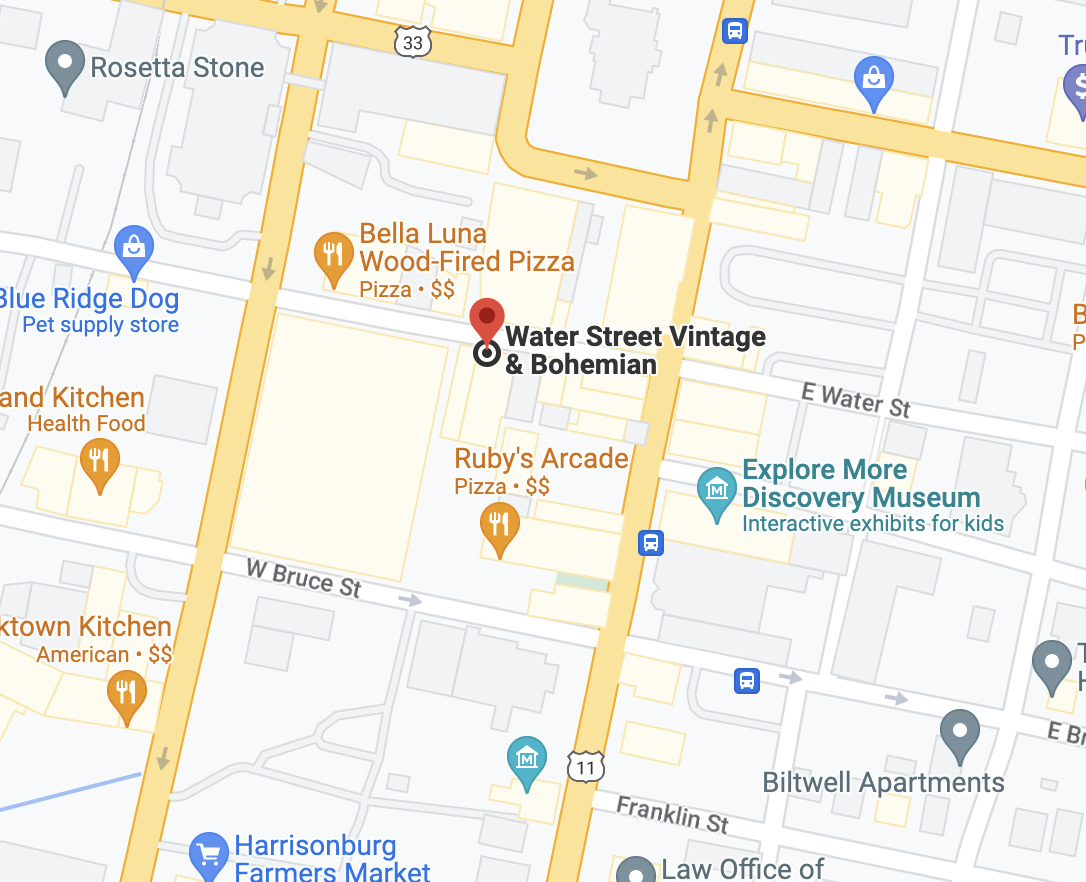 33
Rosetta Stone
Tru
$
Bella Luna
Wood-Fired Pizza
Pizza • $$
Blue Ridge Dog
Pet supply store
Water Street Vintage
& Bohemian
B
P
E Water St
and Kitchen
Health Food
Ruby's Arcade
Pizza • $$
Explore More
Discovery Museum
Interactive exhibits for kids
W Bruce St
ktown Kitchen
American • $$
T
H
E Br
11
Biltwell Apartments
Franklin St
Harrisonburg
Farmers Market
Law Office of